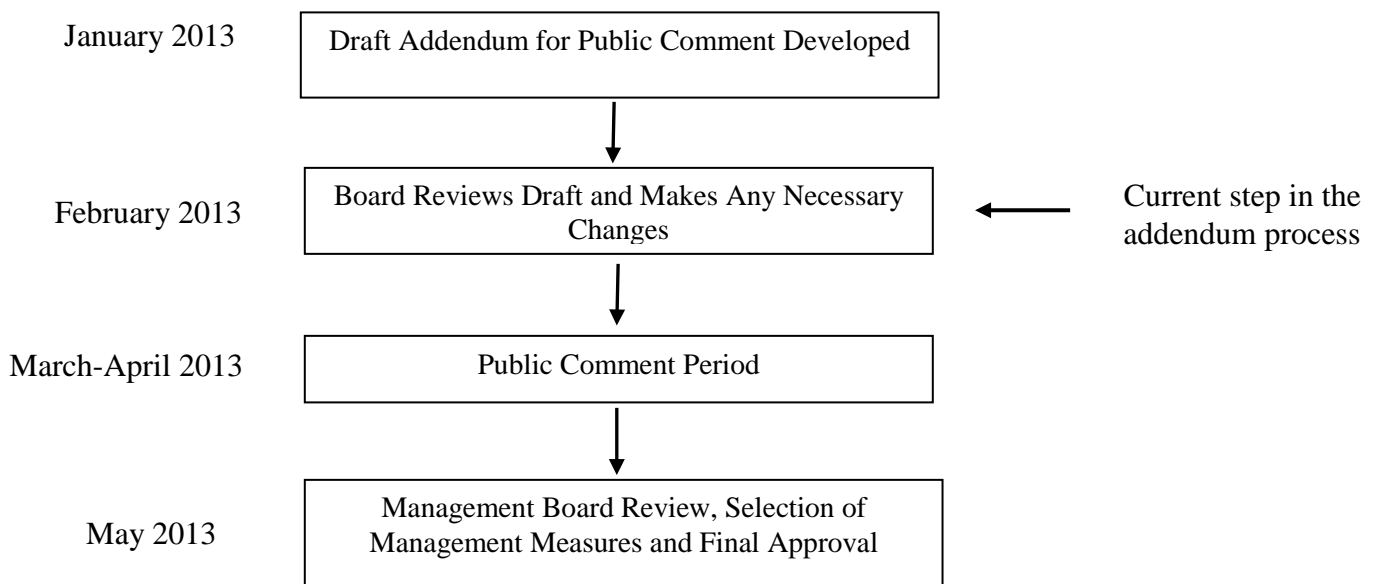 January 2013
Draft Addendum for Public Comment Developed
February 2013
Board Reviews Draft and Makes Any Necessary
Changes
Current step in the
addendum process
March-April 2013
Public Comment Period
May 2013
Management Board Review, Selection of
Management Measures and Final Approval